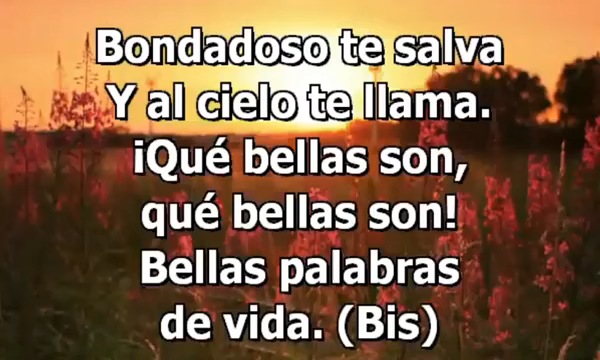 Bondadoso te salva
Y al cielo te llama.
¡Qué bellas son,
qué bellas son!
Bellas palabras
de vida. (Bis)